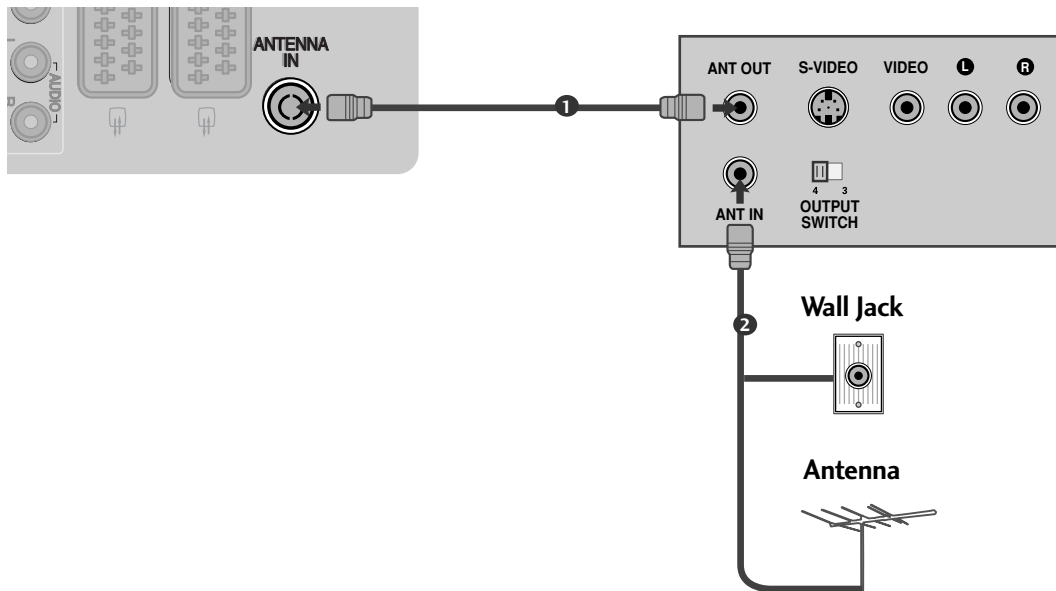 ANTENNA
IN
L
AUDIO
R
1
ANT OUT
S-VIDEO
VIDEO
L
R
ANT IN
4
3
OUTPUT
SWITCH
2
Wall Jack
Antenna